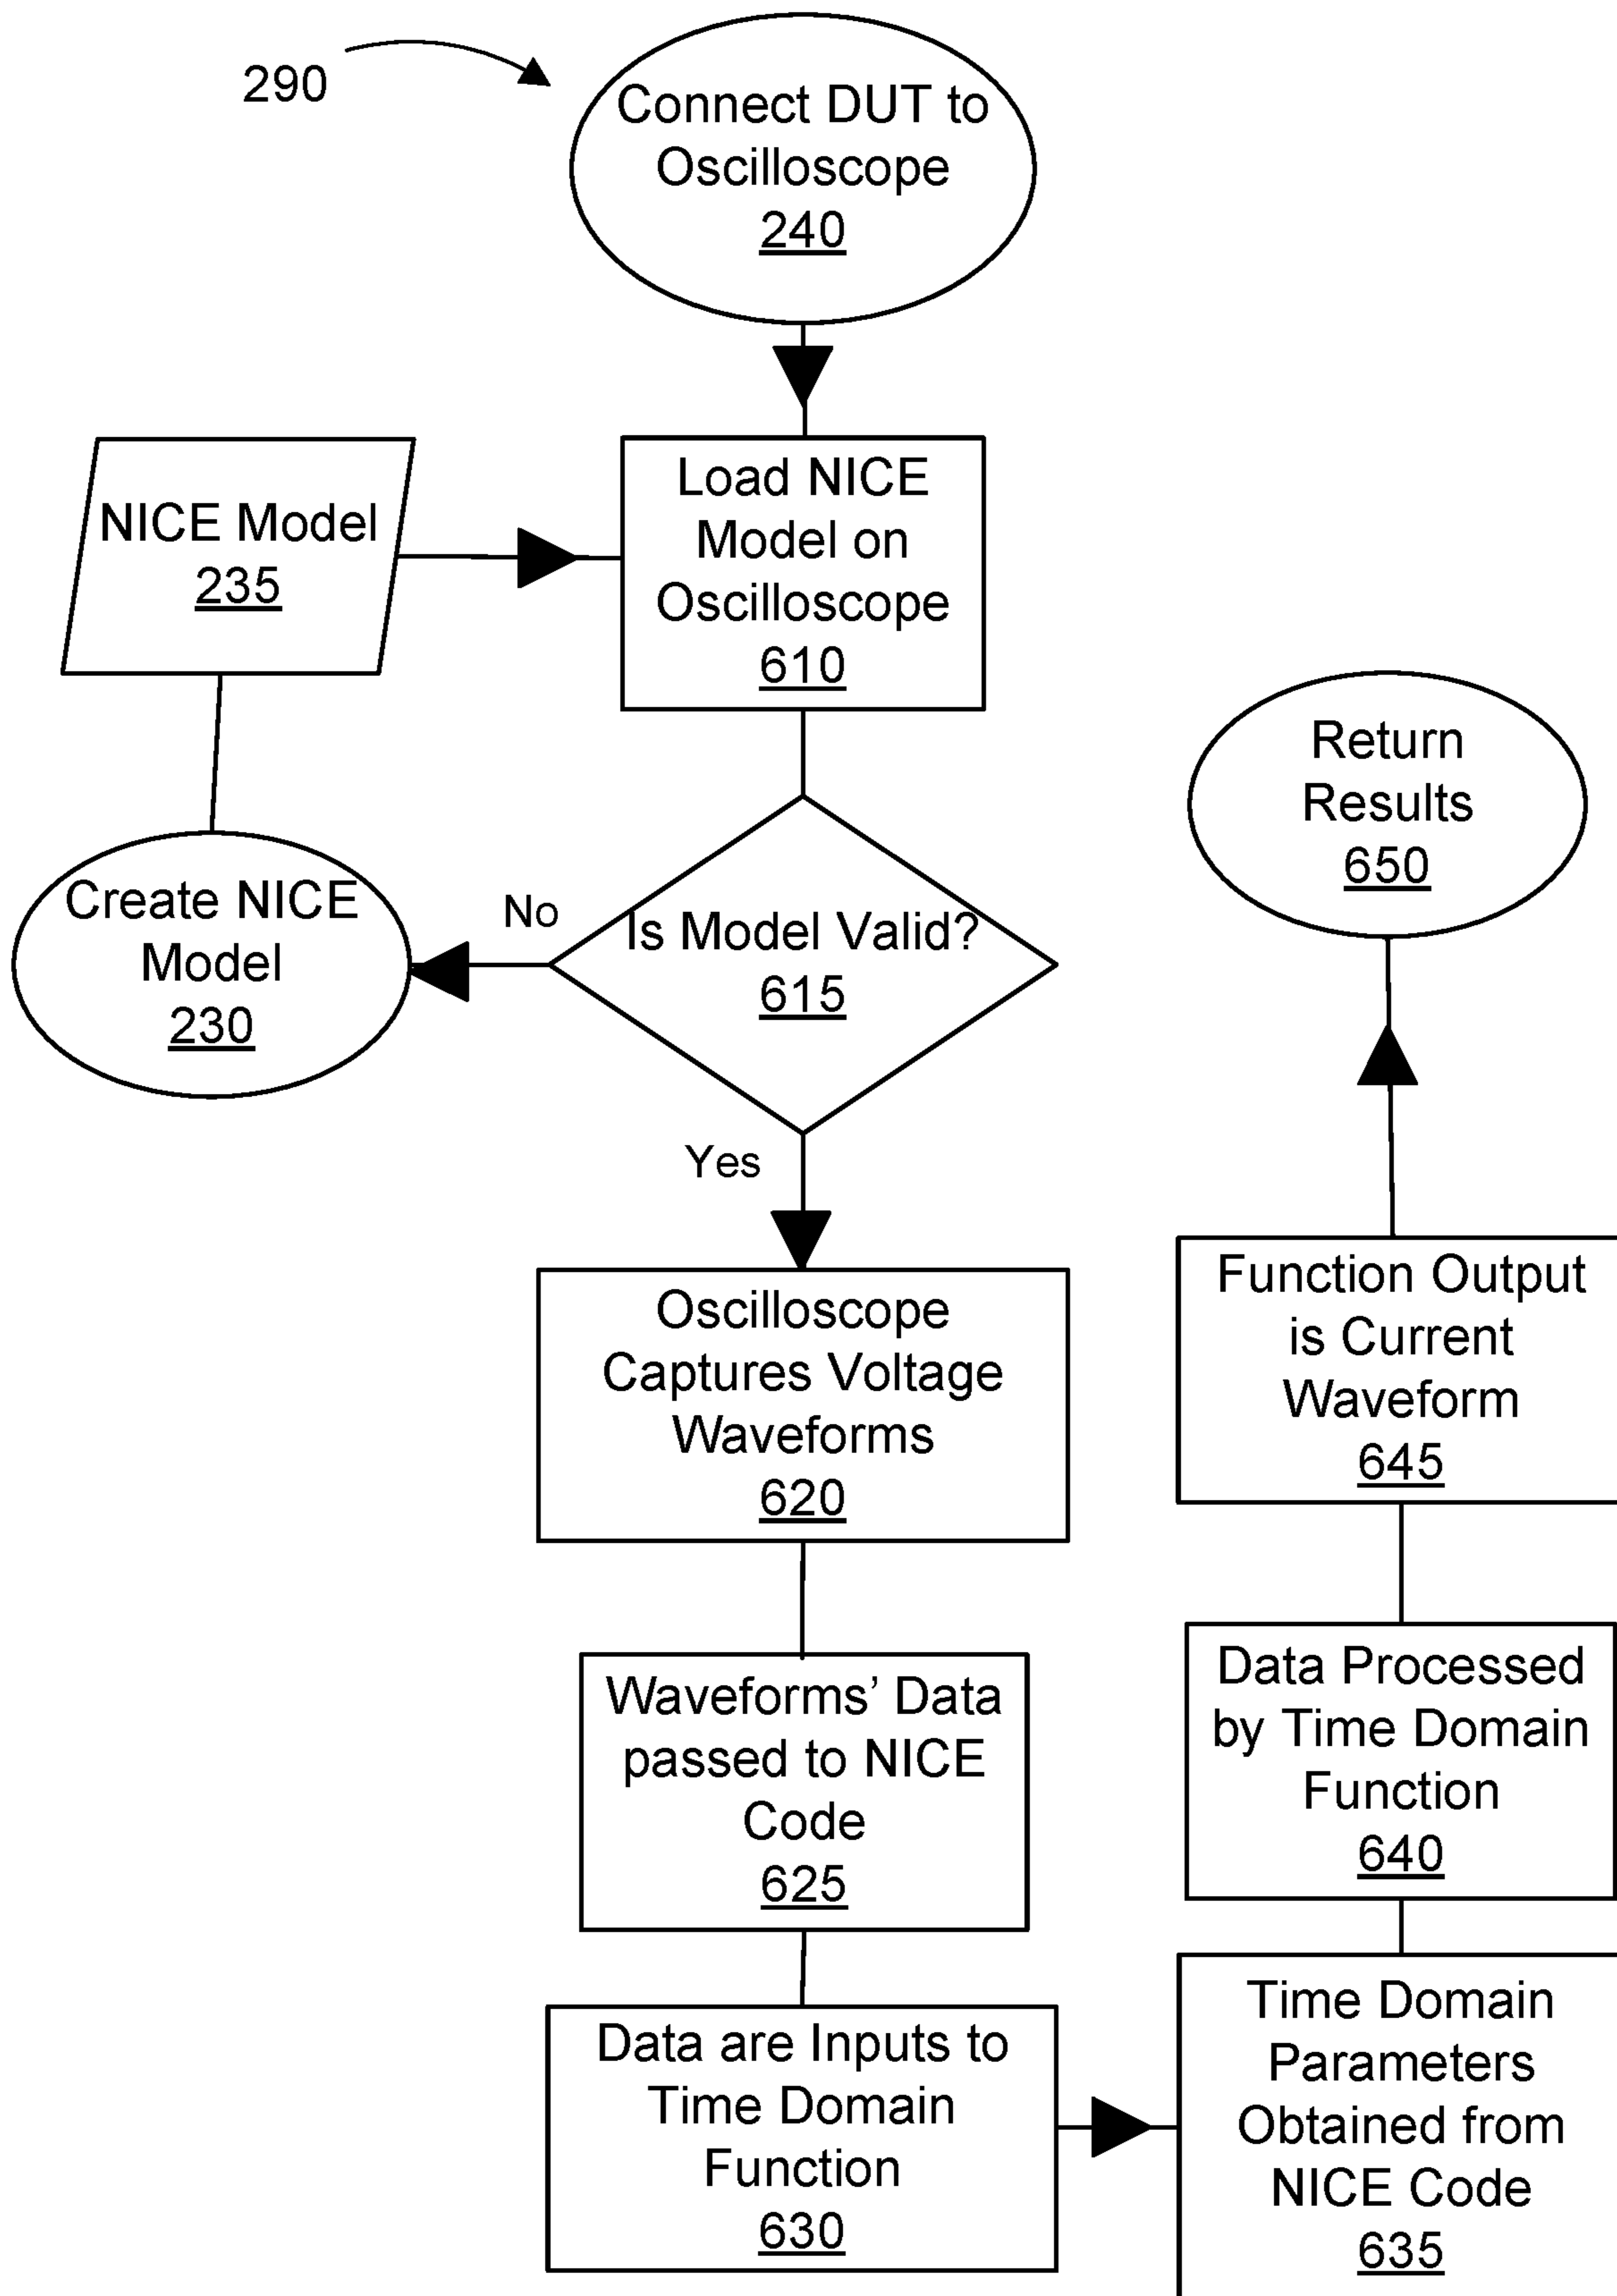 290
Connect DUT to
Oscilloscope
240
NICE Model
235
Load NICE
Model on
Oscilloscope
610
Create NICE
Model
230
No
Is Model Valid?
615
Yes
Oscilloscope
Captures Voltage
Waveforms
620
Waveforms’ Data
passed to NICE
Code
625
Data are Inputs to
Time Domain
Function
630
Time Domain
Parameters
Obtained from
NICE Code
635
Data Processed
by Time Domain
Function
640
Function Output
is Current
Waveform
645
Return
Results
650